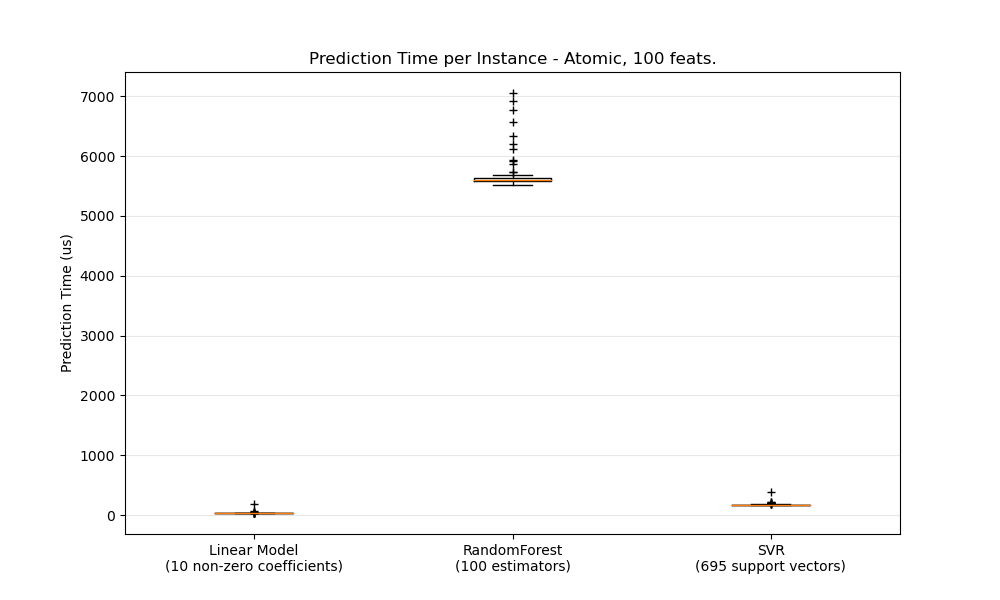 Prediction Time per Instance - Atomic, 100 feats.
Prediction Time (us)
7000
6000
5000
4000
3000
2000
1000
0
Linear Model
(10 non-zero coefficients)
RandomForest
(100 estimators)
SVR
(695 support vectors)